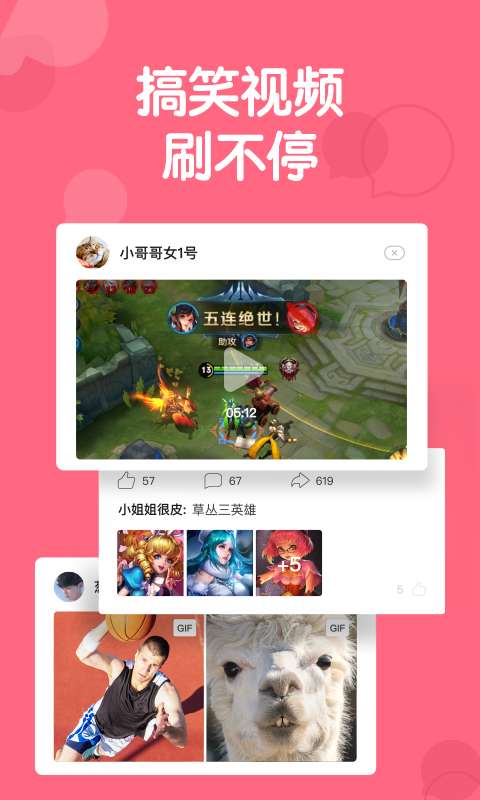 搞笑视频
刷不停
小哥哥女1号
五连绝世！
助攻
13
05:12
57
67
619
小姐姐很皮: 草丛三英雄
+5
5
GIF
GIF